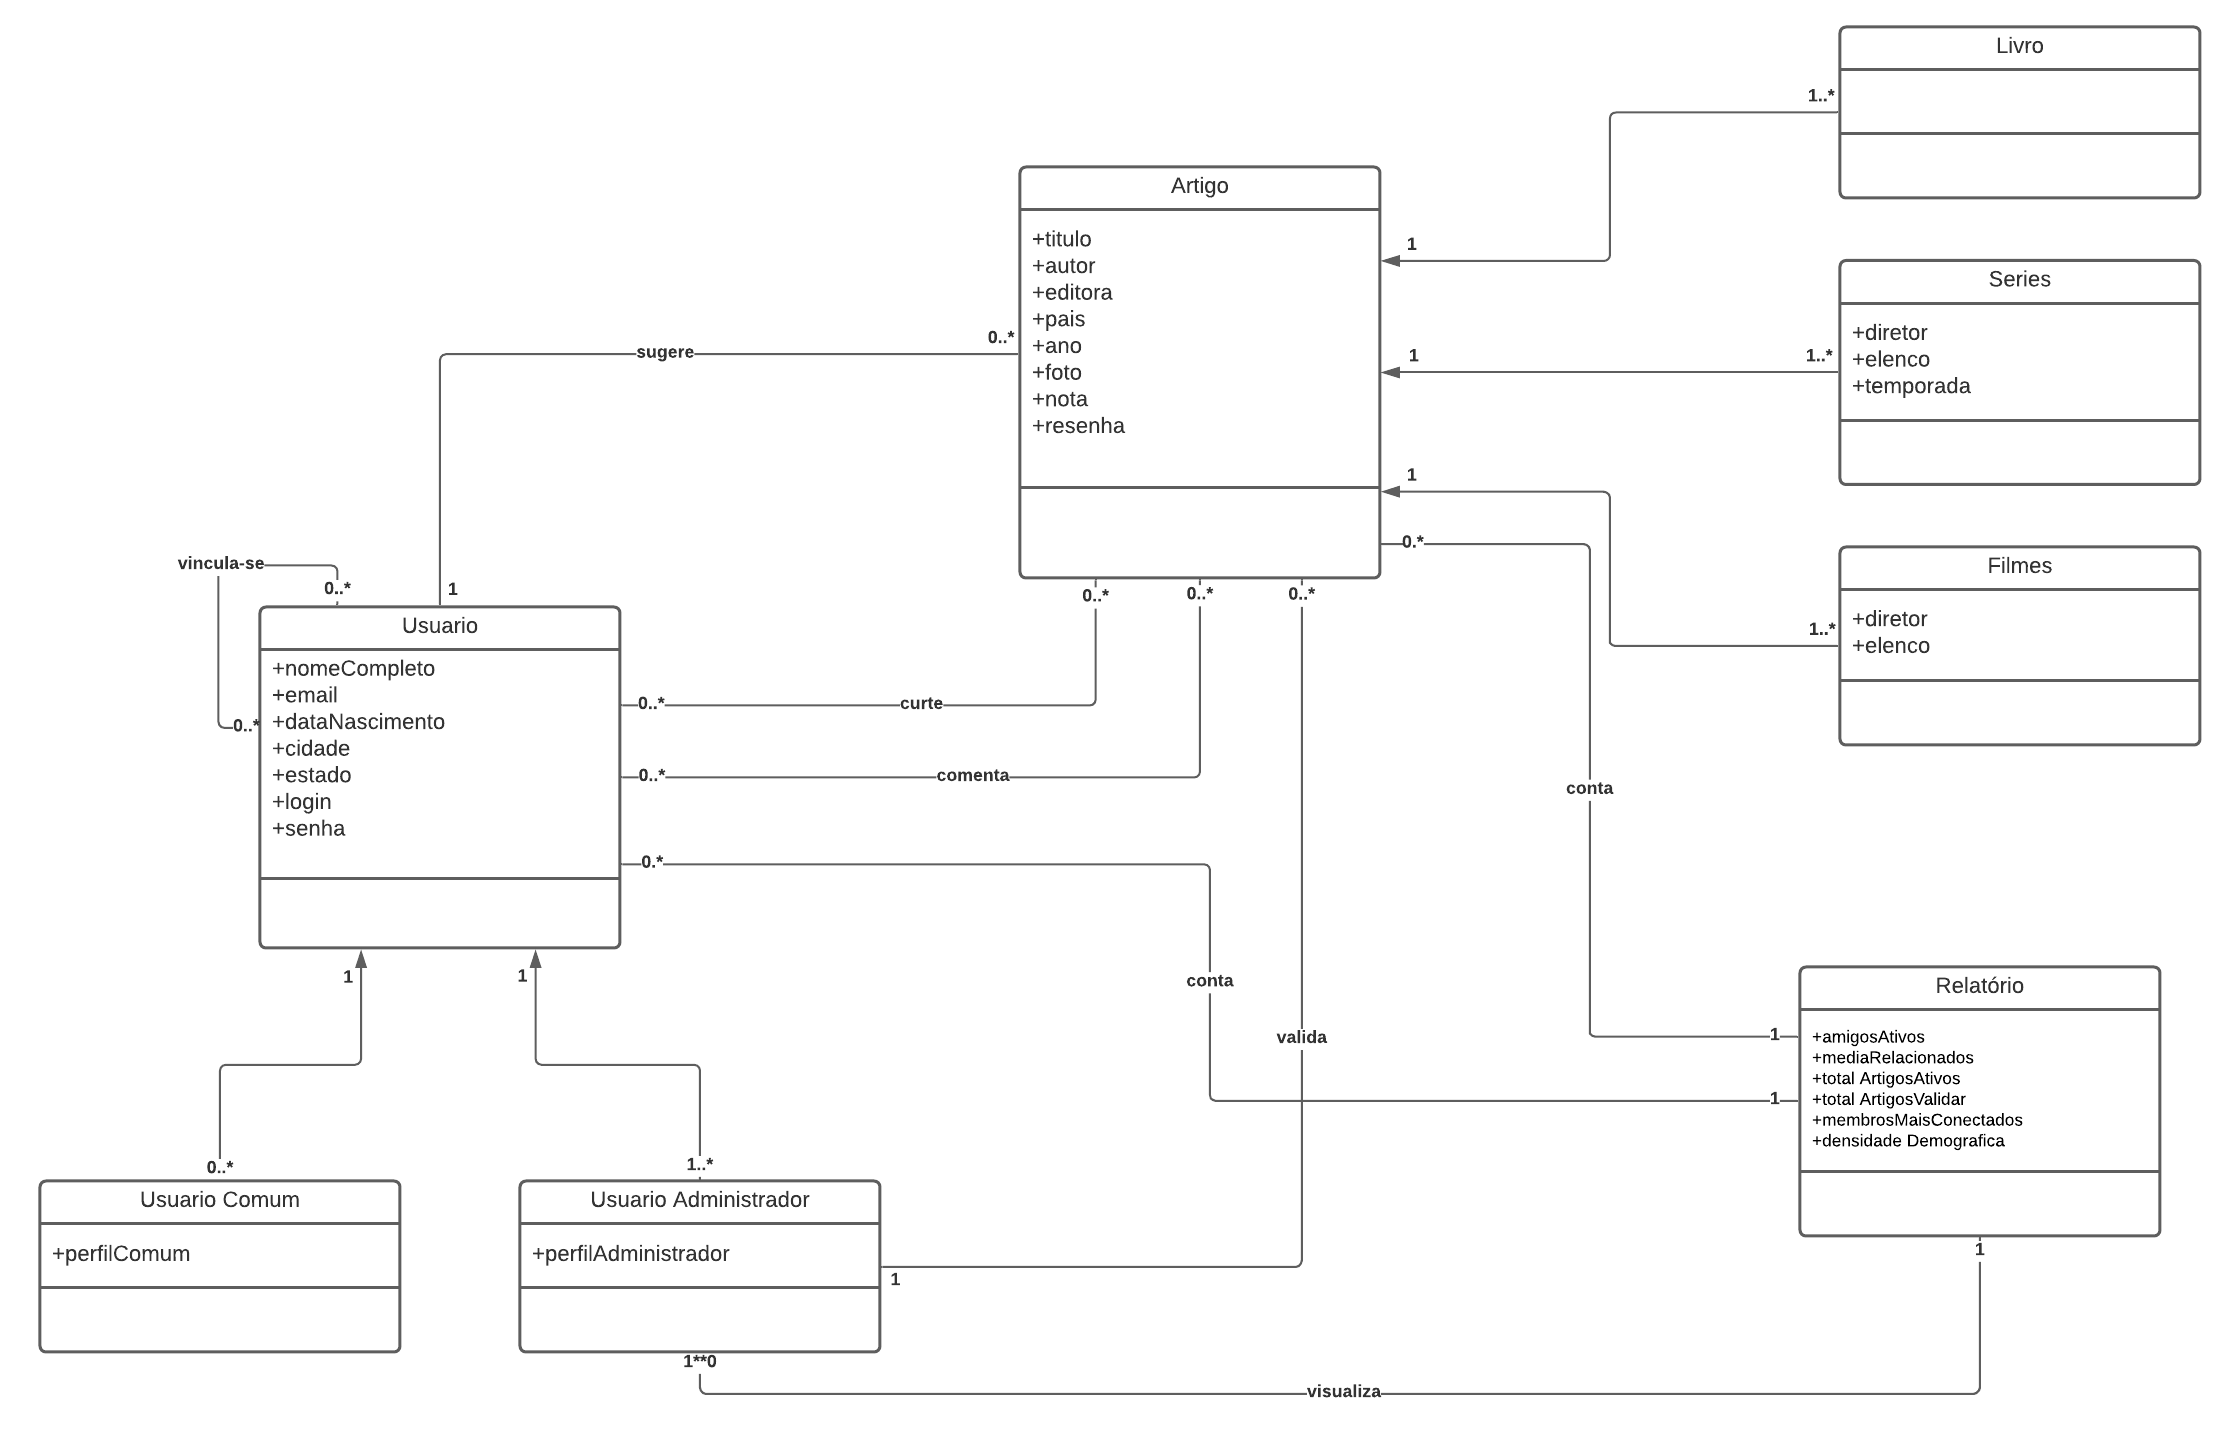 Livro
1..*
Artigo
+titulo
+autor
+editora
+pais
+ano
+foto
+nota
+resenha
1
Series
+diretor
+elenco
+temporada
1
1..*
0..*
sugere
1
0.*
Filmes
+diretor
+elenco
1..*
vincula-se
0..*
1
0..*
0..*
0..*
Usuario
+nomeCompleto
+email
+dataNascimento
+cidade
+estado
+login
+senha
0..*
0..*
curte
0..*
comenta
conta
0.*
1
1
conta
valida
Relatório
+amigosAtivos
+mediaRelacionados
+total ArtigosAtivos
+total ArtigosValidar
+membrosMaisConectados
+densidade Demografica
1
1
0..*
1..*
Usuario Comum
+perfilComum
Usuario Administrador
+perfilAdministrador
1
1
1**0
visualiza